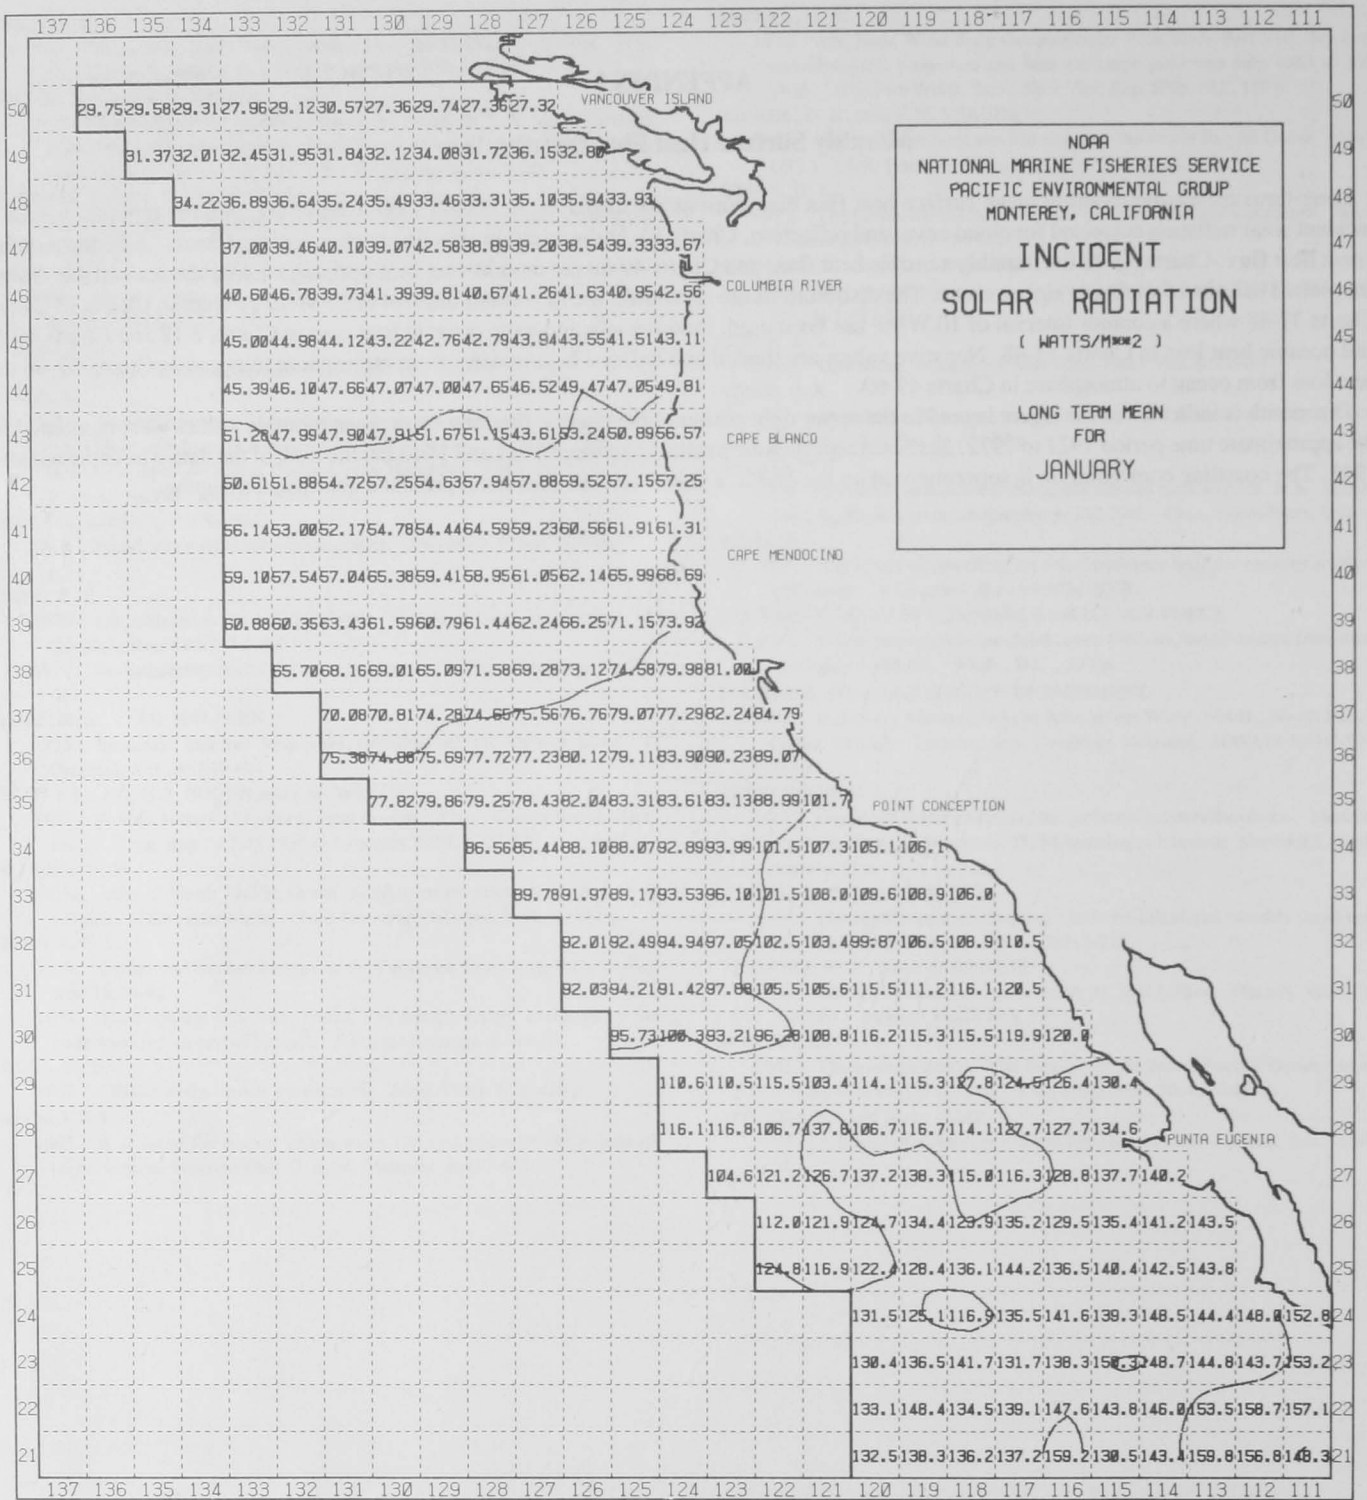 137 136 135 134 133 132 131 130 129 128 127 126 125 124 123 122 121 120 119 118 117 116 115 114 113 112 111
50 29.75 29.58 29.31 27.96 29.12 30.57 27.36 29.74 27.36 27.32 VANCOUVER ISLAND 50
49 31.37 32.01 32.45 31.95 31.84 32.12 34.08 31.72 36.15 32.80 49
48 34.22 36.89 36.64 35.24 35.49 33.46 33.31 35.10 35.94 33.93 48
47 37.00 39.46 40.10 39.07 42.58 38.89 39.20 38.54 39.33 33.67 47
46 40.60 46.78 39.73 41.39 39.81 40.67 41.26 41.63 40.95 42.56 COLUMBIA RIVER 46
45 45.00 44.98 44.12 43.22 42.76 42.79 43.94 43.55 41.51 43.11 45
44 45.39 46.10 47.66 47.07 47.00 47.65 46.52 49.47 47.05 49.81 44
43 51.28 47.99 47.90 47.91 51.67 51.15 43.61 53.24 50.89 56.57 CAPE BLANCO 43
42 50.61 51.88 54.72 57.25 54.63 57.94 57.88 59.52 57.15 57.25 42
41 56.14 53.00 52.17 54.78 54.44 64.59 59.23 60.56 61.91 61.31 41
CAPE MENDOCINO
40 59.10 57.54 57.04 65.38 59.41 58.95 61.05 62.14 65.99 68.69 40
39 60.88 60.35 63.43 61.59 60.79 61.44 62.24 66.25 71.15 73.92 39
38 65.70 68.16 69.01 65.09 71.58 69.28 73.12 74.58 79.98 81.00 38
37 70.08 70.81 74.28 74.65 75.56 76.76 79.07 77.29 82.24 84.79 37
36 75.38 74.88 75.69 77.72 77.23 80.12 79.11 83.90 90.23 89.07 36
35 77.82 79.86 79.25 78.43 82.04 83.31 83.61 83.13 88.99 101.7 POINT CONCEPTION 35
34 86.56 85.44 88.10 88.07 92.89 93.99 101.5 107.3 105.1 106.1 34
33 89.78 91.97 89.17 93.53 96.10 101.5 108.0 109.6 108.9 106.0 33
32 92.01 92.49 94.94 97.05 102.5 103.4 99.87 106.5 108.9 110.5 32
31 92.03 94.21 91.42 97.88 105.5 105.6 115.5 111.2 116.1 120.5 31
30 95.73 100.3 93.21 96.28 108.8 116.2 115.3 115.5 119.9 120.0 30
29 110.6 110.5 115.5 103.4 114.1 115.3 127.8 124.5 126.4 130.4 29
28 116.1 116.8 106.7 137.8 106.7 116.7 114.1 127.7 127.7 134.6 PUNTA EUGENIA 28
27 104.6 121.2 126.7 137.2 138.3 115.0 116.3 128.8 137.7 140.2 27
26 112.0 121.9 124.7 134.4 123.9 135.2 129.5 135.4 141.2 143.5 26
25 124.8 116.9 122.4 128.4 136.1 144.2 136.5 140.4 142.5 143.8 25
24 131.5 125.1 116.9 135.5 141.6 139.3 148.5 144.4 148.0 152.8 24
23 130.4 136.5 141.7 131.7 138.3 150.3 148.7 144.8 143.7 153.2 23
22 133.1 148.4 134.5 139.1 147.6 143.8 146.0 153.5 158.7 157.1 22
21 132.5 138.3 136.2 137.2 159.2 130.5 143.4 159.8 156.8 148.3 21
137 136 135 134 133 132 131 130 129 128 127 126 125 124 123 122 121 120 119 118 117 116 115 114 113 112 111
NOAA
NATIONAL MARINE FISHERIES SERVICE
PACIFIC ENVIRONMENTAL GROUP
MONTEREY, CALIFORNIA
INCIDENT
SOLAR RADIATION
( WATTS/M**2 )
LONG TERM MEAN
FOR
JANUARY